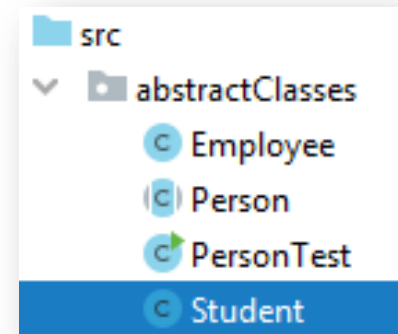 src
abstractClasses
C Employee
C Person
C PersonTest
C Student